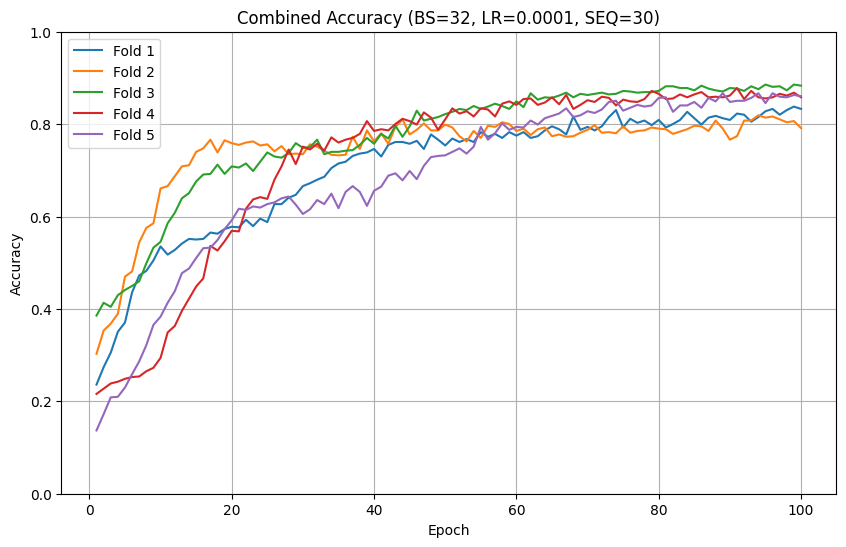 Combined Accuracy (BS=32, LR=0.0001, SEQ=30)
Fold 1
Fold 2
Fold 3
Fold 4
Fold 5
Accuracy
1.0
0.8
0.6
0.4
0.2
0.0
0 20 40 60 80 100
Epoch